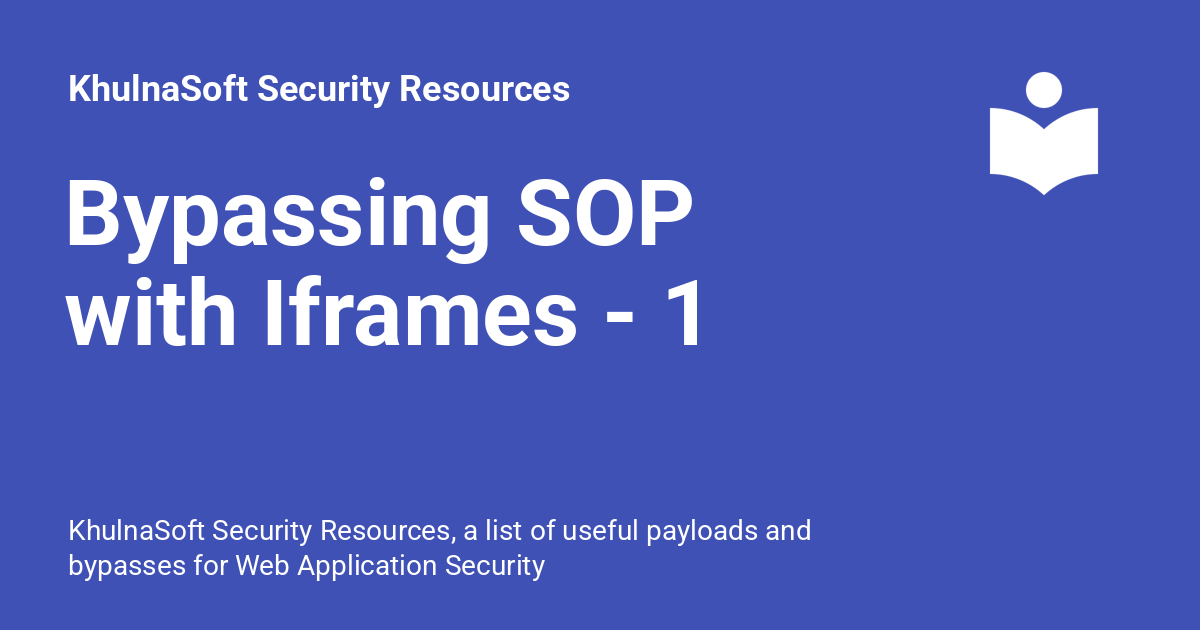 KhulnaSoft Security Resources
Bypassing SOP
with Iframes - 1
KhulnaSoft Security Resources, a list of useful payloads and
bypasses for Web Application Security